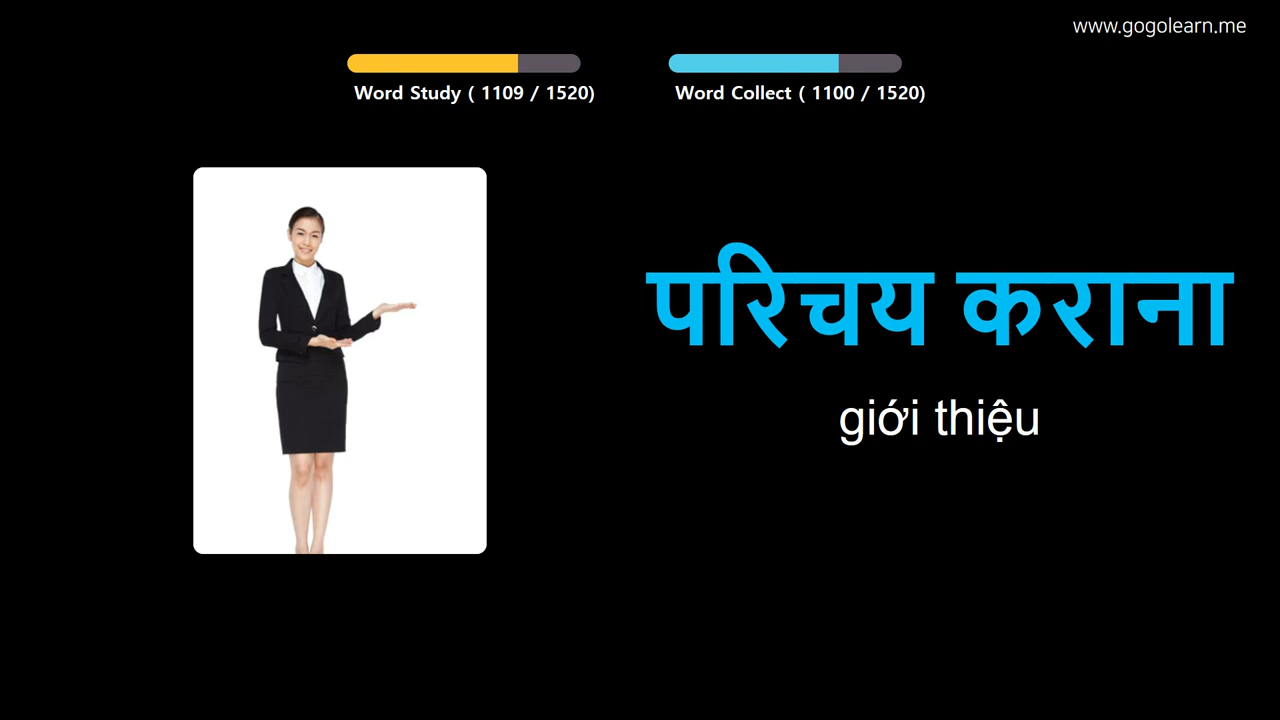 www.gogolearn.me
Word Study ( 1109 / 1520)
Word Collect ( 1100 / 1520)
परिचय कराना
giới thiệu